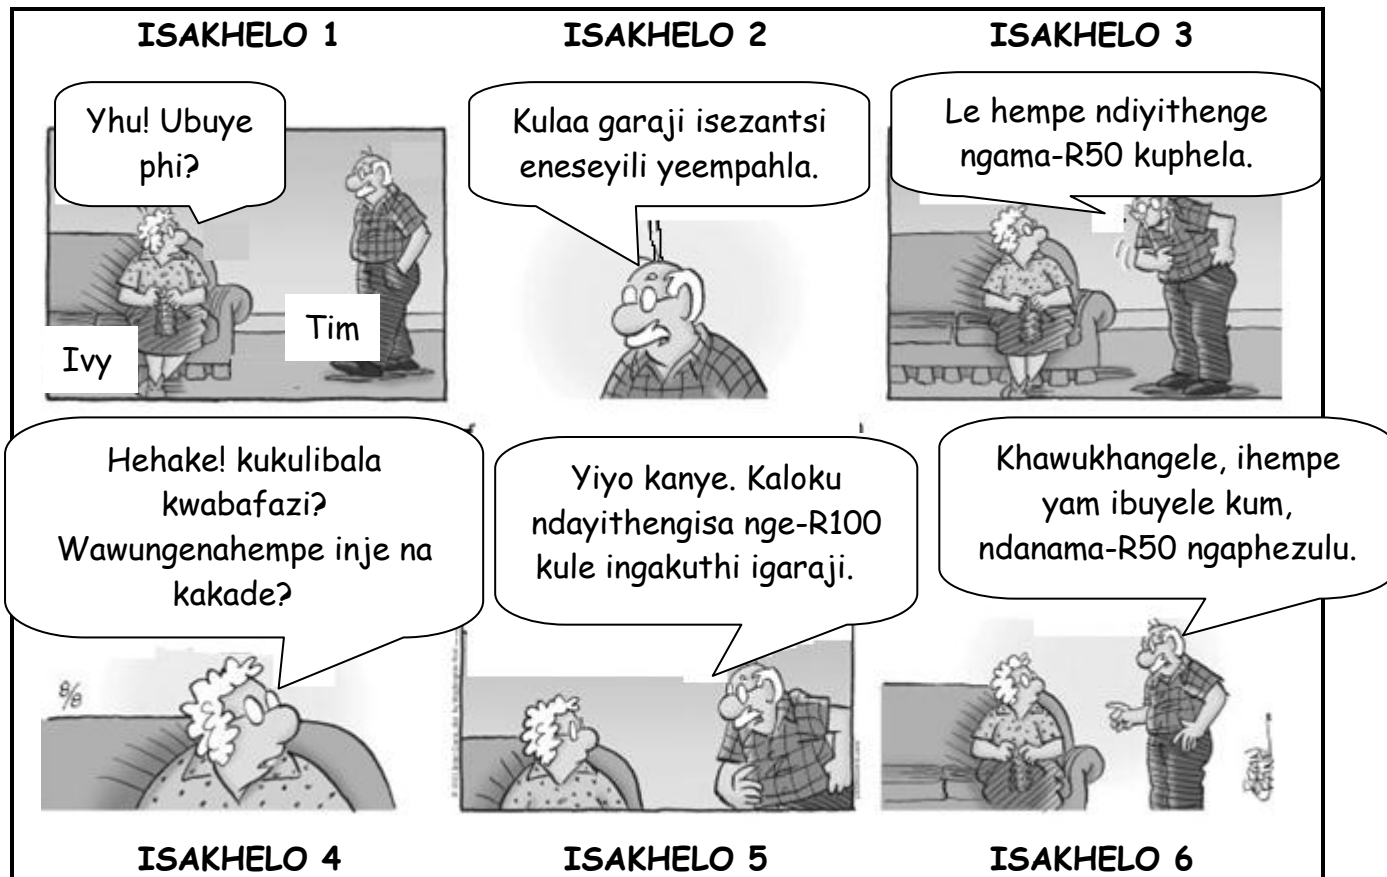 ISAKHELO 1
ISAKHELO 2
ISAKHELO 3
Yhu! Ubuye
phi?
Ivy
Tim
Kulaa garaji isezantsi
eneseyili yeempahla.
Le hempe ndiyithenge
ngama-R50 kuphela.
Hehake! kukulibala
kwabafazi?
Wawungenahempe inje na
kakade?
8/8
Yiyo kanye. Kaloku
ndayithengisa nge-R100
kule ingakuthi igaraji.
Khawukhangele, ihempe
yam ibuyele kum,
ndanama-R50 ngaphezulu.
ISAKHELO 4
ISAKHELO 5
ISAKHELO 6